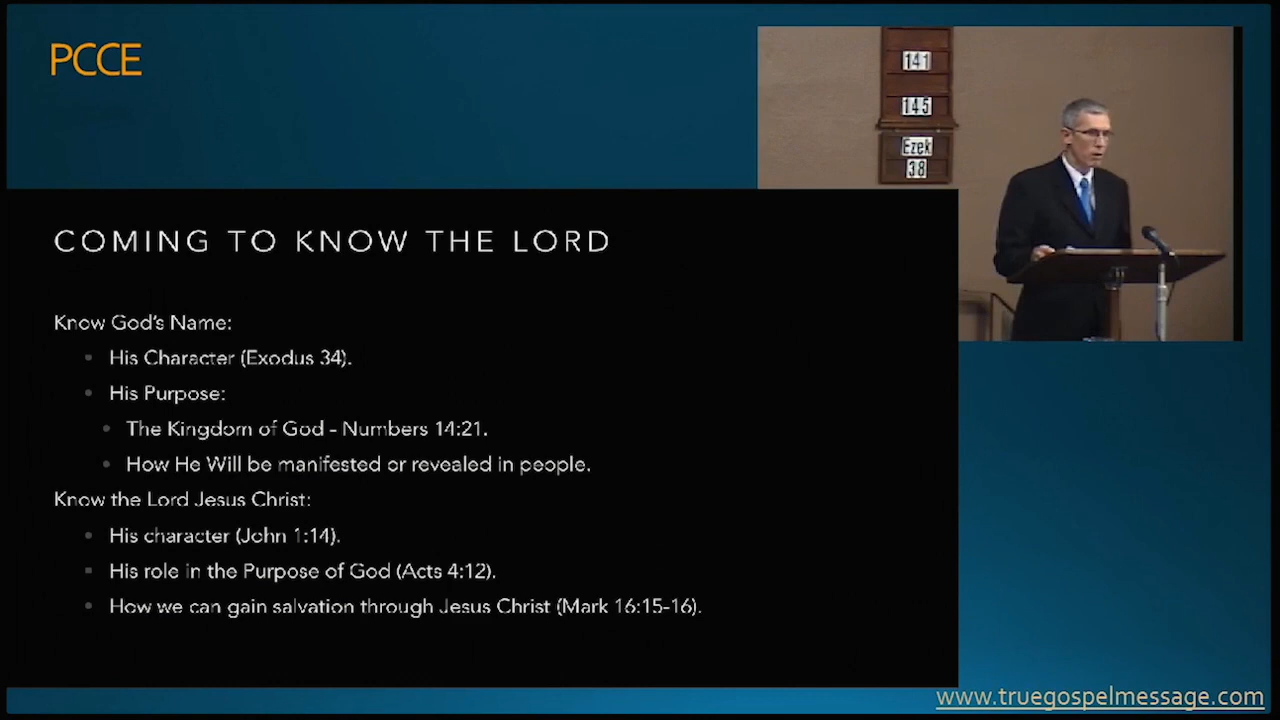 PCCE
141
145
Ezek
38
COMING TO KNOW THE LORD
Know God's Name:
• His Character (Exodus 34).
• His Purpose:
• The Kingdom of God - Numbers 14:21.
• How He Will be manifested or revealed in people.
Know the Lord Jesus Christ:
• His character (John 1:14).
• His role in the Purpose of God (Acts 4:12).
• How we can gain salvation through Jesus Christ (Mark 16:15-16).
www.truegospelmessage.com